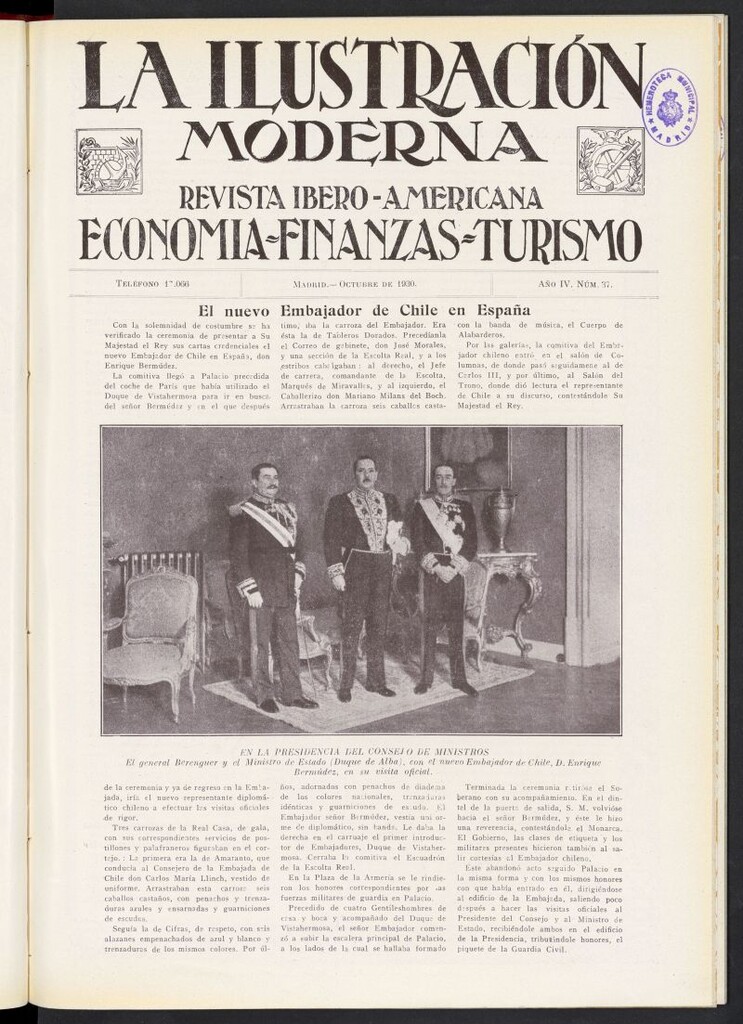 LA ILUSTRACIÓN
MODERNA
REVISTA IBERO-AMERICANA
ECONOMIA=FINANZAS=TURISMO
HEMEROTECA MUNICIPAL
MADRID
TELÉFONO 17.066
MADRID.—OCTUBRE DE 1930.
AÑO IV. NÚM. 37.
El nuevo Embajador de Chile en España
Con la solemnidad de costumbre se ha
verificado la ceremonia de presentar a Su
Majestad el Rey sus cartas credenciales el
nuevo Embajador de Chile en España, don
Enrique Bermúdez.
La comitiva llegó a Palacio precedida
del coche de París que había utilizado el
Duque de Vistahermosa para ir en busca
del señor Bermúdez y en el que después
timo, iba la carroza del Embajador. Era
ésta la de Tableros Dorados. Precedíanla
el Correo de gabinete, don José Morales,
y una sección de la Escolta Real, y a los
estribos cabalgaban: al derecho, el Jefe
de carrera, comandante de la Escolta,
Marqués de Miravalles, y al izquierdo, el
Caballerizo don Mariano Milans del Boch.
Arrastraban la carroza seis caballos casta-
con la banda de música, el Cuerpo de
Alabarderos.
Por las galerías, la comitiva del Emba-
jador chileno entró en el salón de Co-
lumnas, de donde pasó seguidamene al de
Carlos III, y por último, al Salón del
Trono, donde dió lectura el representante
de Chile a su discurso, contestándole Su
Majestad el Rey.
EN LA PRESIDENCIA DEL CONSEJO DE MINISTROS
El general Berenguer y el Ministro de Estado (Duque de Alba), con el nuevo Embajador de Chile, D. Enrique
Bermúdez, en su visita oficial.
de la ceremonia y ya de regreso en la Emba-
jada, iría el nuevo representante diplomá-
tico chileno a efectuar las visitas oficiales
de rigor.
Tres carrozas de la Real Casa, de gala,
con sus correspondientes servicios de pos-
tillones y palafreneros figuraban en el cor-
tejo.: La primera era la de Amaranto, que
conducía al Consejero de la Embajada de
Chile don Carlos María Llinch, vestido de
uniforme. Arrastraban esta carroza seis
caballos castaños, con penachos y trenza-
duras azules y encarnadas y guarniciones
de escudos.
Seguía la de Cifras, de respeto, con seis
alazanes empenachados de azul y blanco y
trenzaduras de los mismos colores. Por úl-
ños, adornadas con penachos de diadema
de los colores nacionales, trenzaduras
idénticas y guarniciones de escudo. El
Embajador señor Bermúdez, vestía uniforme
de diplomático, sin banda. Le daba la
derecha en el carruaje el primer introduc-
tor de Embajadores, Duque de Vistaher-
mosa. Cerraba la comitiva el Escuadrón
de la Escolta Real.
En la Plaza de la Armería se le rindie-
ron los honores correspondientes por las
fuerzas militares de guardia en Palacio.
Precedido de cuatro Gentileshombres de
casa y boca y acompañado del Duque de
Vistahermosa, el señor Embajador comen-
zó a subir la escalera principal de Palacio,
a los lados de la cual se hallaba formado
Terminada la ceremonia retiróse el So-
berano con su acompañamiento. En el din-
tel de la puerta de salida, S. M. volvióse
hacia el señor Bermúdez, y éste le hizo
una reverencia, contestándole el Monarca.
El Gobierno, las clases de etiqueta y los
militares presentes hicieron también al sa-
lir cortesías al Embajador chileno.
Este abandonó acto seguido Palacio en
la misma forma y con los mismos honores
con que había entrado en él, dirigiéndose
al edificio de la Embajada, saliendo poco
después a hacer las visitas oficiales al
Presidente del Consejo y al Ministro de
Estado, recibiéndole ambos en el edificio
de la Presidencia, tributándole honores, el
piquete de la Guardia Civil.